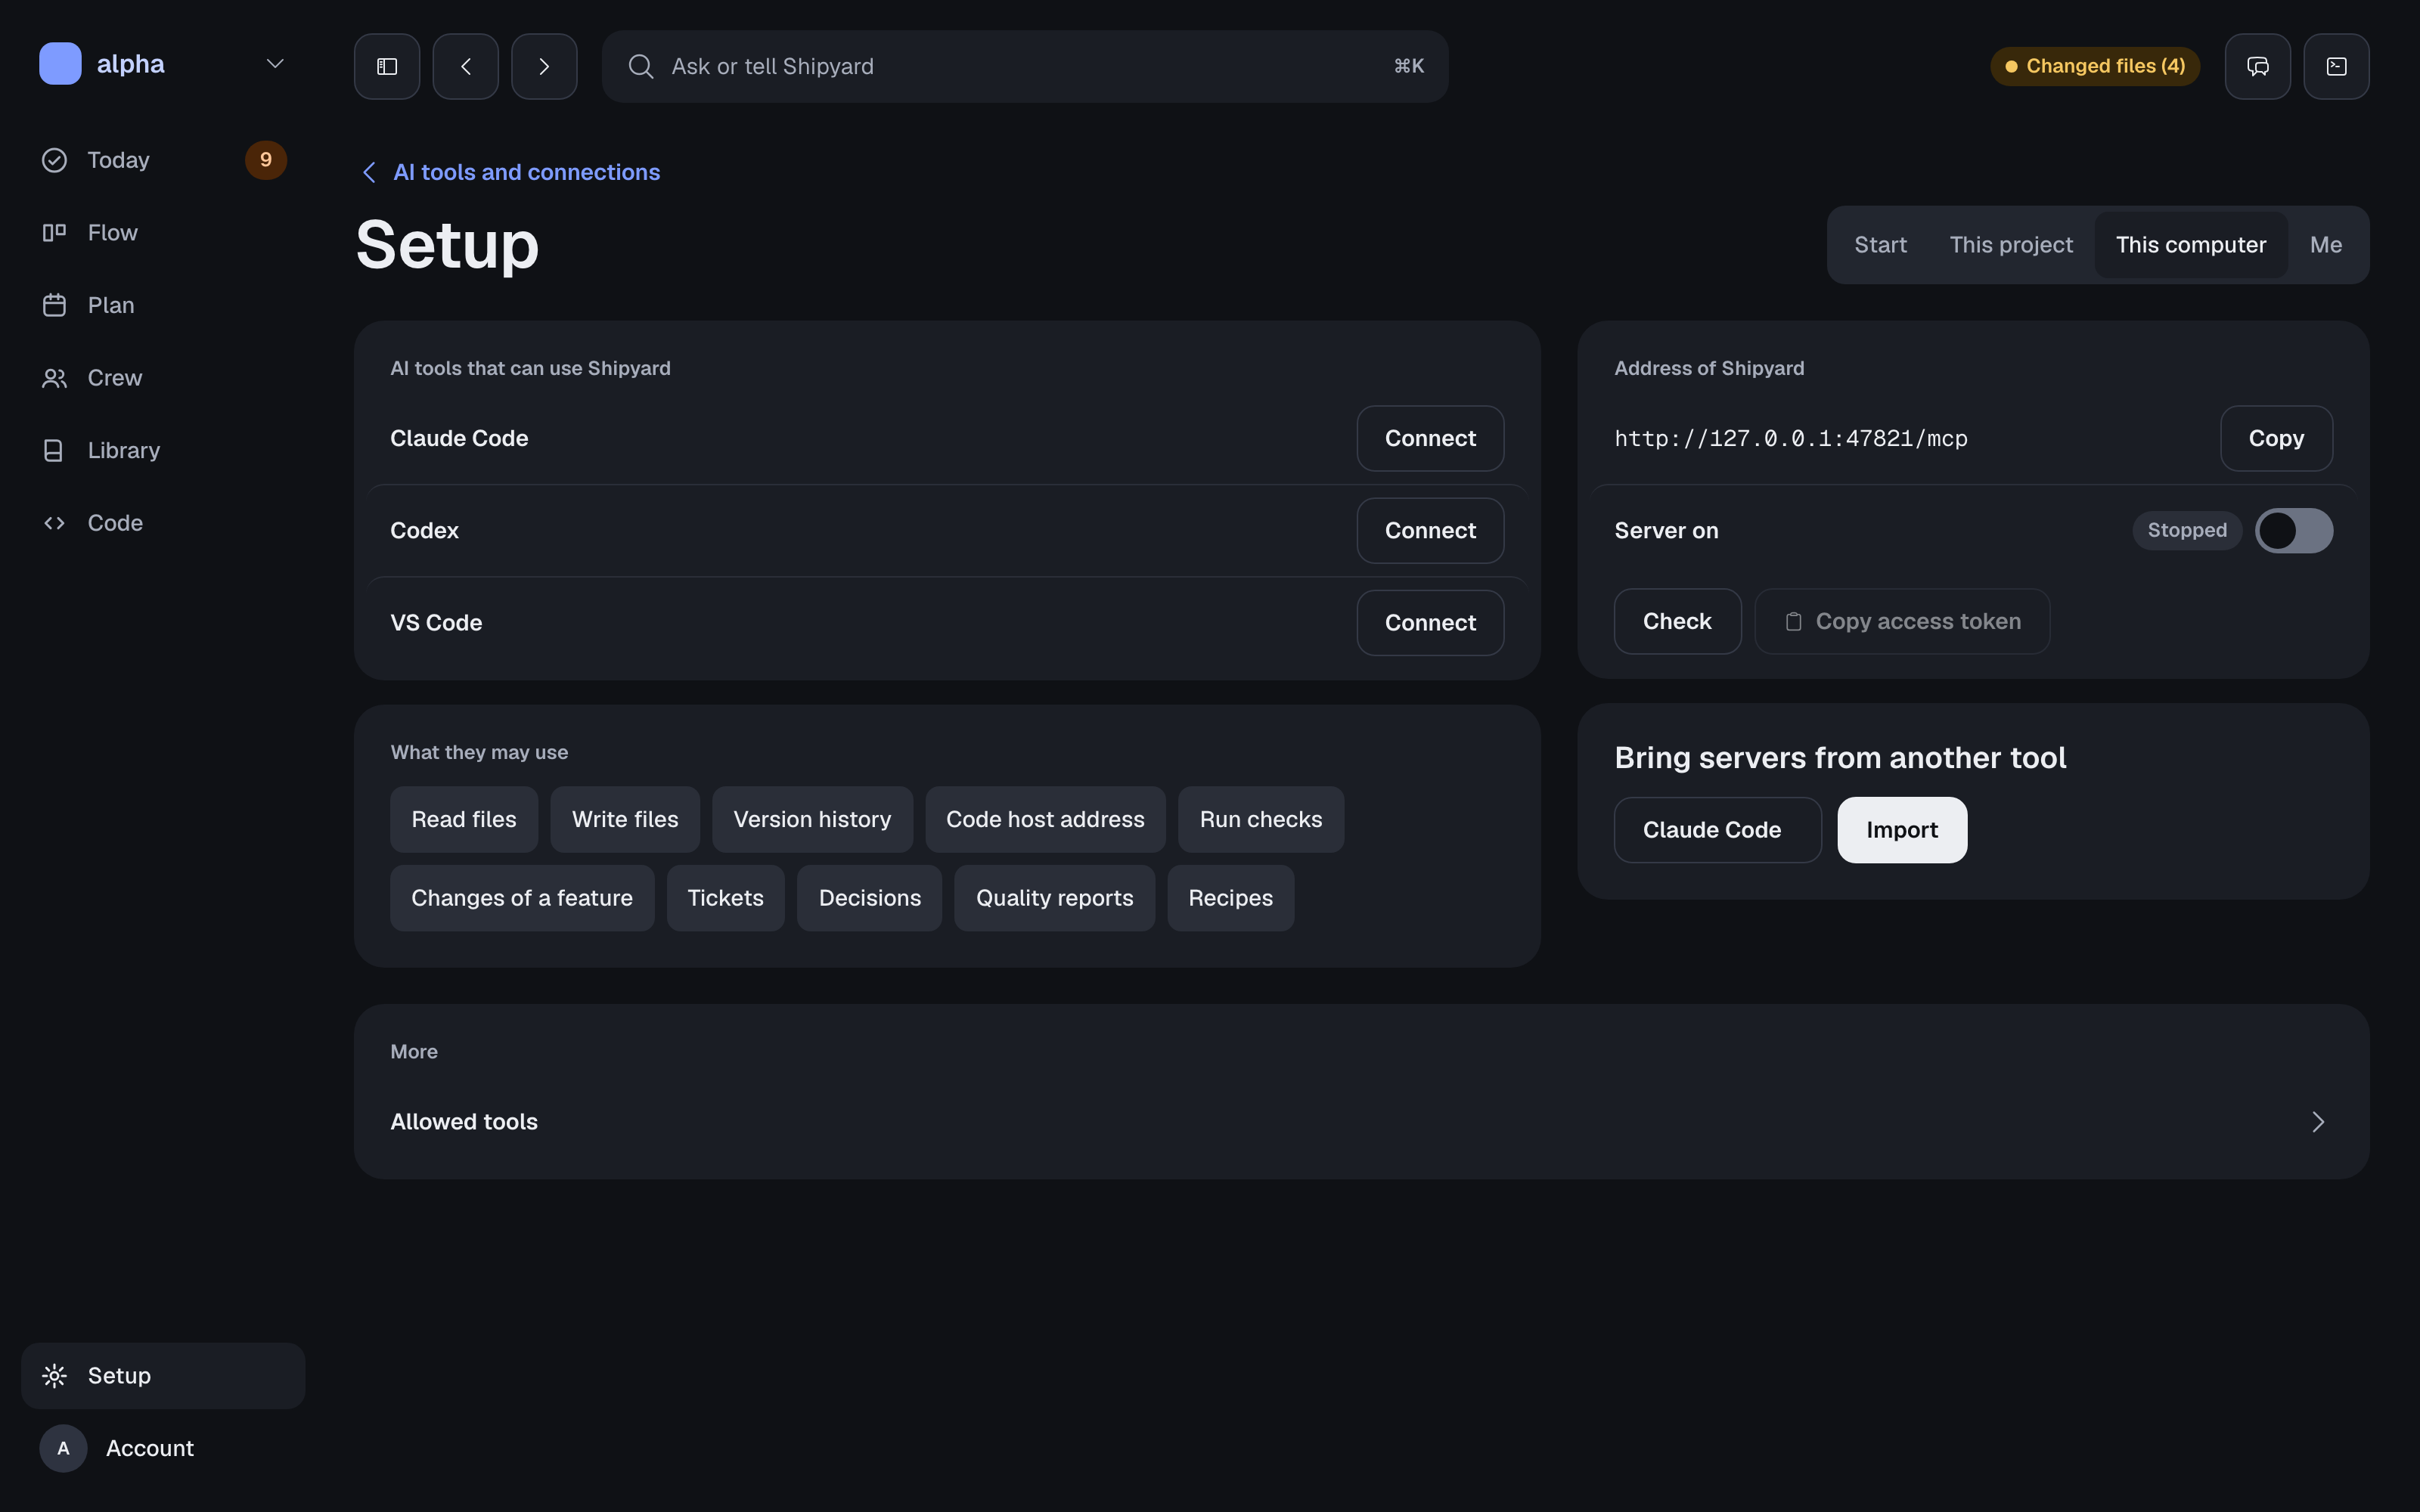 alpha
Ask or tell Shipyard ⌘K
Changed files (4)
Today 9
Flow
Plan
Crew
Library
Code
AI tools and connections
Setup
Start This project This computer Me
AI tools that can use Shipyard
Claude Code Connect
Codex Connect
VS Code Connect
Address of Shipyard
http://127.0.0.1:47821/mcp Copy
Server on Stopped
Check Copy access token
What they may use
Read files Write files Version history Code host address Run checks
Changes of a feature Tickets Decisions Quality reports Recipes
Bring servers from another tool
Claude Code Import
More
Allowed tools
Setup
A Account